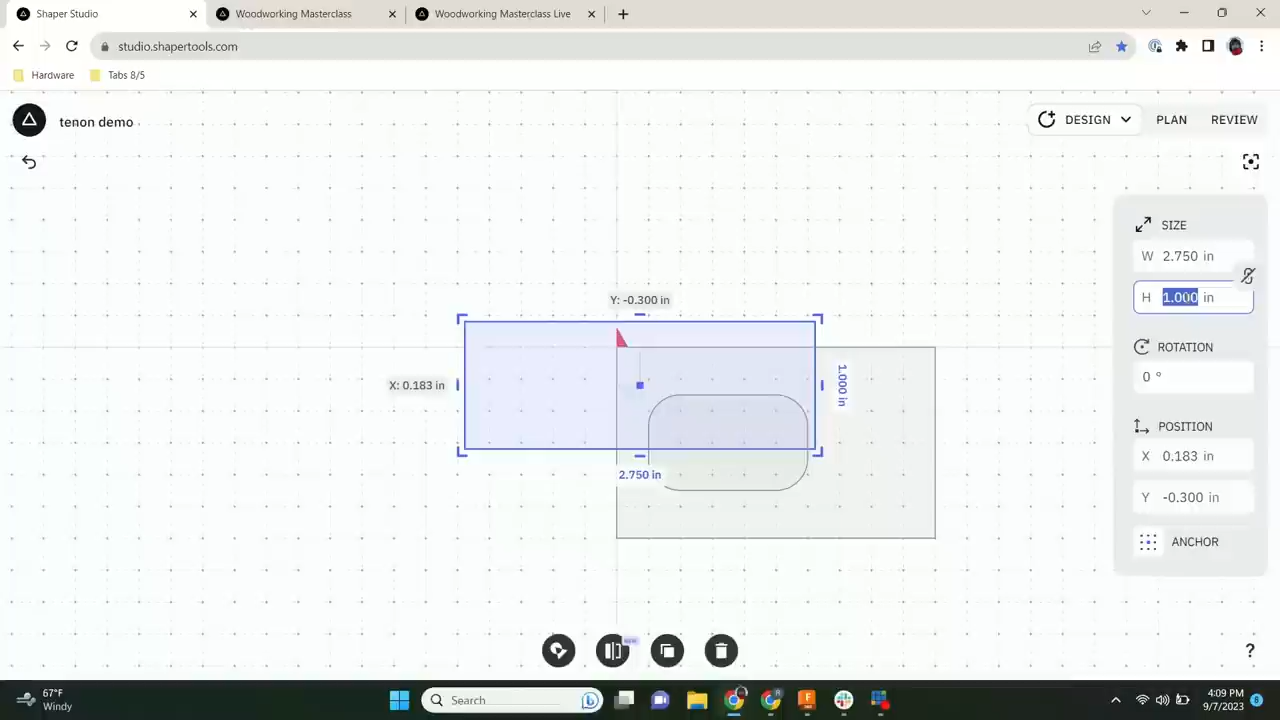 Shaper Studio
Woodworking Masterclass
Woodworking Masterclass Live
studio.shapertools.com
Hardware
Tabs 8/5
tenon demo
DESIGN
PLAN
REVIEW
SIZE
W 2.750 in
H 1.000 in
ROTATION
0 °
POSITION
X 0.183 in
Y -0.300 in
ANCHOR
Y: -0.300 in
X: 0.183 in
1.000 in
2.750 in
NEW
?
67°F
Windy
Search
4:09 PM
9/7/2023
8